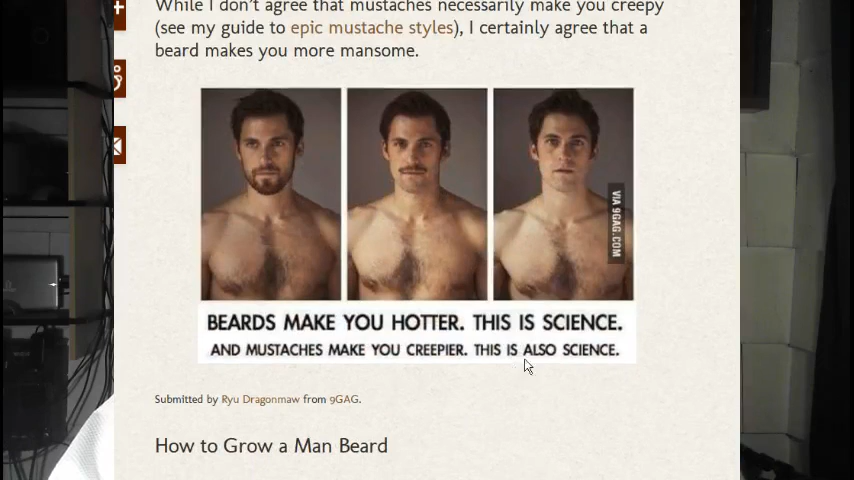 While I don't agree that mustaches necessarily make you creepy
(see my guide to epic mustache styles), I certainly agree that a
beard makes you more mansome.
VIA 9GAG.COM
BEARDS MAKE YOU HOTTER. THIS IS SCIENCE.
AND MUSTACHES MAKE YOU CREEPIER. THIS IS ALSO SCIENCE.
Submitted by Ryu Dragonmaw from 9GAG.
How to Grow a Man Beard